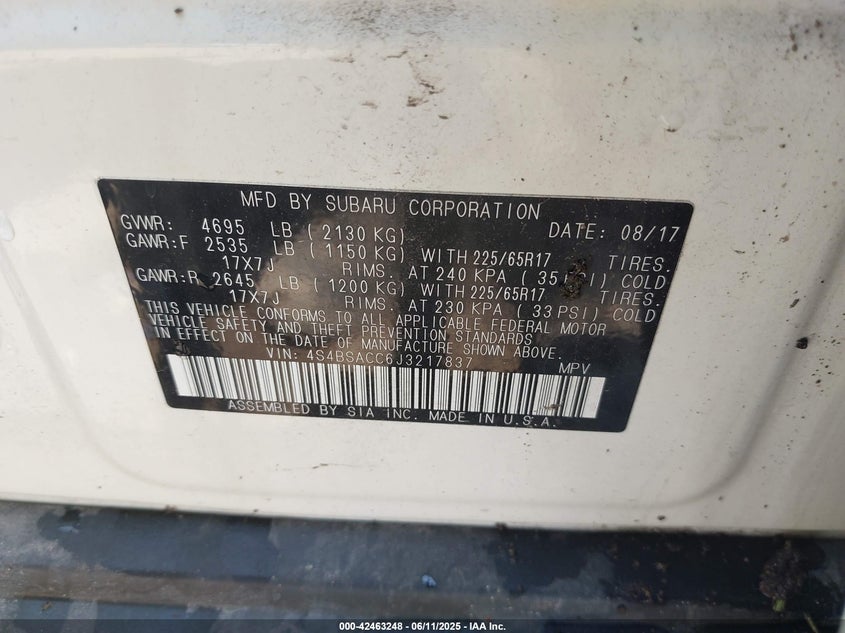 MFD BY SUBARU CORPORATION
GVWR: 4695 LB ( 2130 KG) DATE: 08/17
GAWR:F 2535 LB ( 1150 KG) WITH 225/65R17 TIRES.
17X7J RIMS. AT 240 KPA ( 35 PSI) COLD
GAWR:R 2645 LB ( 1200 KG) WITH 225/65R17 TIRES.
17X7J RIMS. AT 230 KPA ( 33 PSI) COLD
THIS VEHICLE CONFORMS TO ALL APPLICABLE FEDERAL MOTOR
VEHICLE SAFETY AND THEFT PREVENTION STANDARDS
IN EFFECT ON THE DATE OF MANUFACTURE SHOWN ABOVE.
VIN: 4S4BSACC6J3217837 MPV
ASSEMBLED BY SIA INC. MADE IN U.S.A.
000-42463248 - 06/11/2025 - IAA Inc.